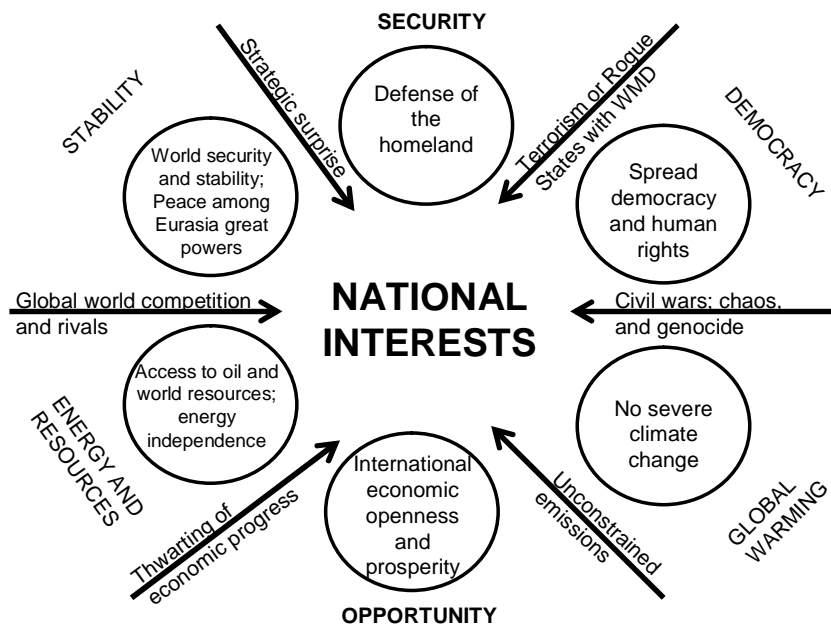 SECURITY
Strategic surprise
Defense of
the
homeland
Terrorism or Rogue
States with WMD
STABILITY
DEMOCRACY
World security
and stability;
Peace among
Eurasia great
powers
Spread
democracy
and human
rights
NATIONAL
INTERESTS
Global world competition
and rivals
Civil wars; chaos,
and genocide
Access to oil and
world resources;
energy
independence
No severe
climate
change
ENERGY AND
RESOURCES
Thwarting of
economic progress
International
economic
openness
and
prosperity
Unconstrained
emissions
GLOBAL
WARMING
OPPORTUNITY